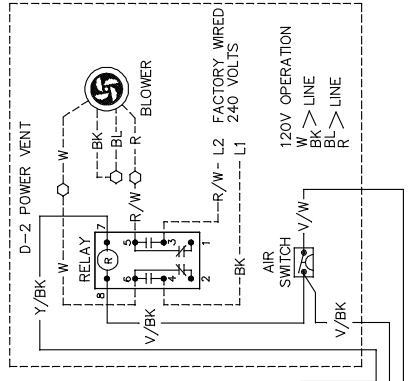 D-2 POWER VENT
BLOWER
FACTORY WIRED
240 VOLTS
120V OPERATION
W
BK > LINE
BL
R > LINE
W
BK
BL
R
R/W
R/W - L2
BK
L1
Y/BK
W
7
5
3
1
R
RELAY
8
6
4
2
V/BK
V/W
AIR
SWITCH
V/BK